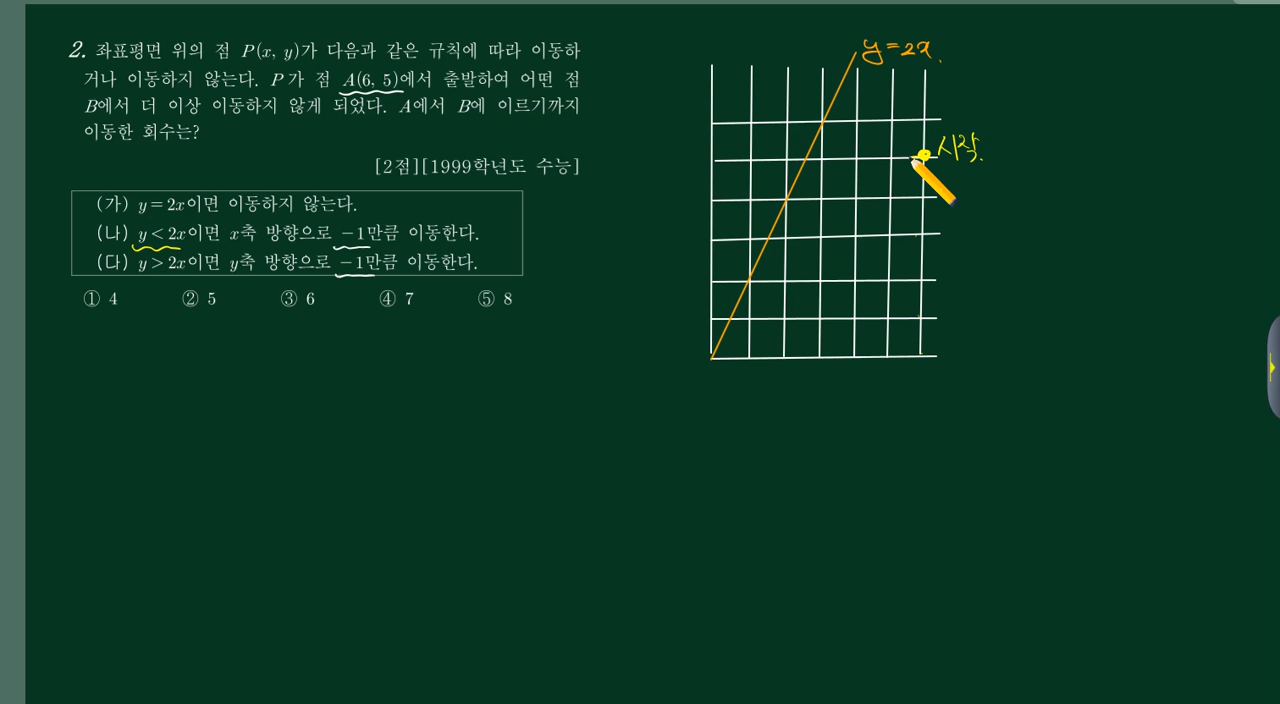 2. 좌표평면 위의 점 P(x, y)가 다음과 같은 규칙에 따라 이동하
거나 이동하지 않는다. P가 점 A(6, 5)에서 출발하여 어떤 점
B에서 더 이상 이동하지 않게 되었다. A에서 B에 이르기까지
이동한 회수는?
[2점][1999학년도 수능]
(가) y=2x이면 이동하지 않는다.
(나) y<2x이면 x축 방향으로 -1만큼 이동한다.
(다) y>2x이면 y축 방향으로 -1만큼 이동한다.
① 4 ② 5 ③ 6 ④ 7 ⑤ 8
y=2x.
시작.